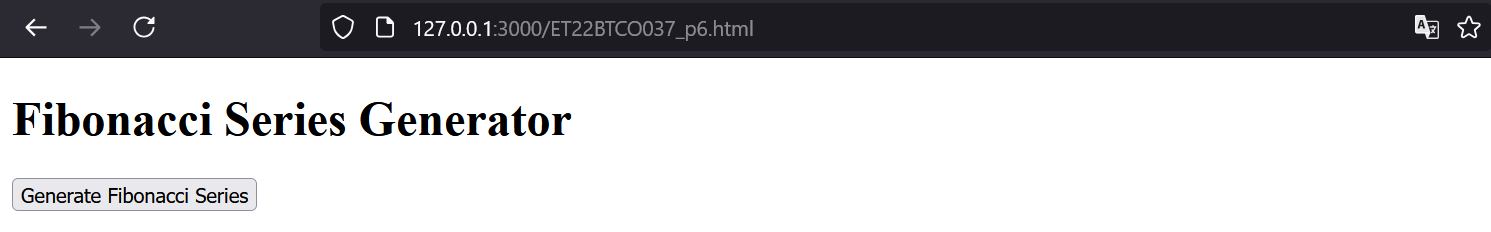 127.0.0.1:3000/ET22BTCO037_p6.html
Fibonacci Series Generator
Generate Fibonacci Series